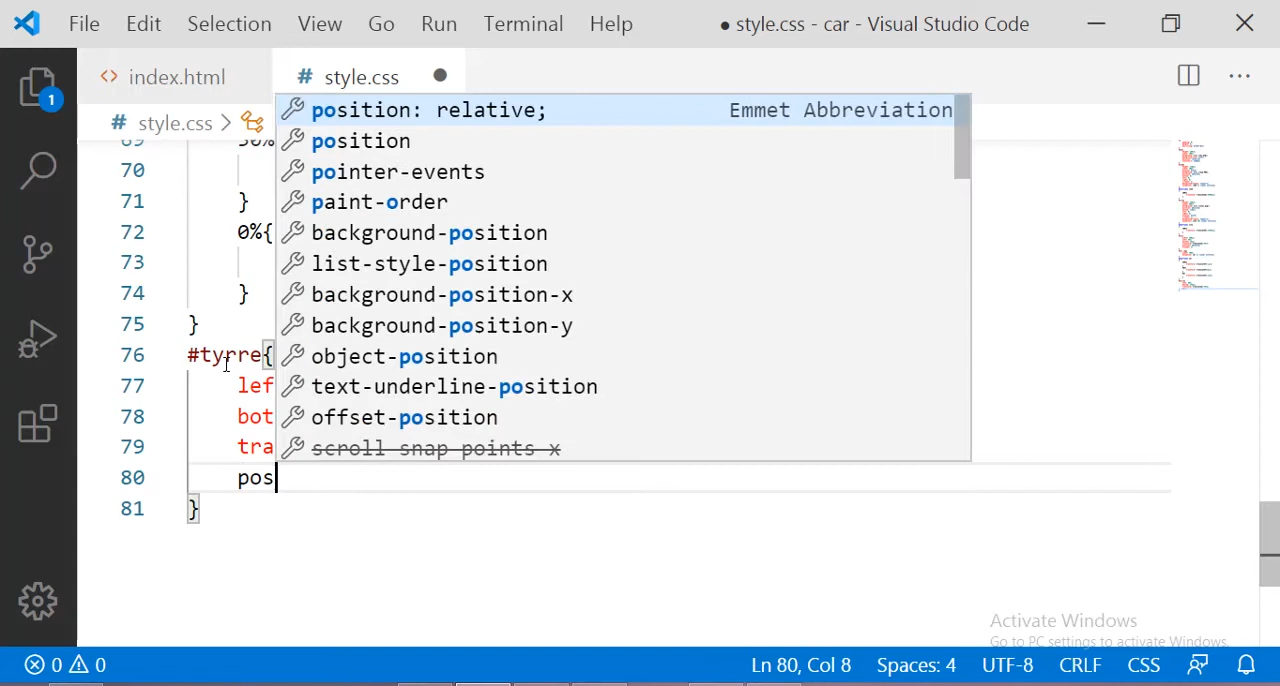 File Edit Selection View Go Run Terminal Help ● style.css - car - Visual Studio Code
<> index.html # style.css ●
1
# style.css >
position: relative; Emmet Abbreviation
position
pointer-events
paint-order
background-position
list-style-position
background-position-x
background-position-y
object-position
text-underline-position
offset-position
scroll-snap-points-x
69 50%
70
71 }
72 0%{
73
74 }
75 }
76 #tyrre{
77 lef
78 bot
79 tra
80 pos
81 }
Activate Windows
Go to PC settings to activate Windows.
0 0 Ln 80, Col 8 Spaces: 4 UTF-8 CRLF CSS